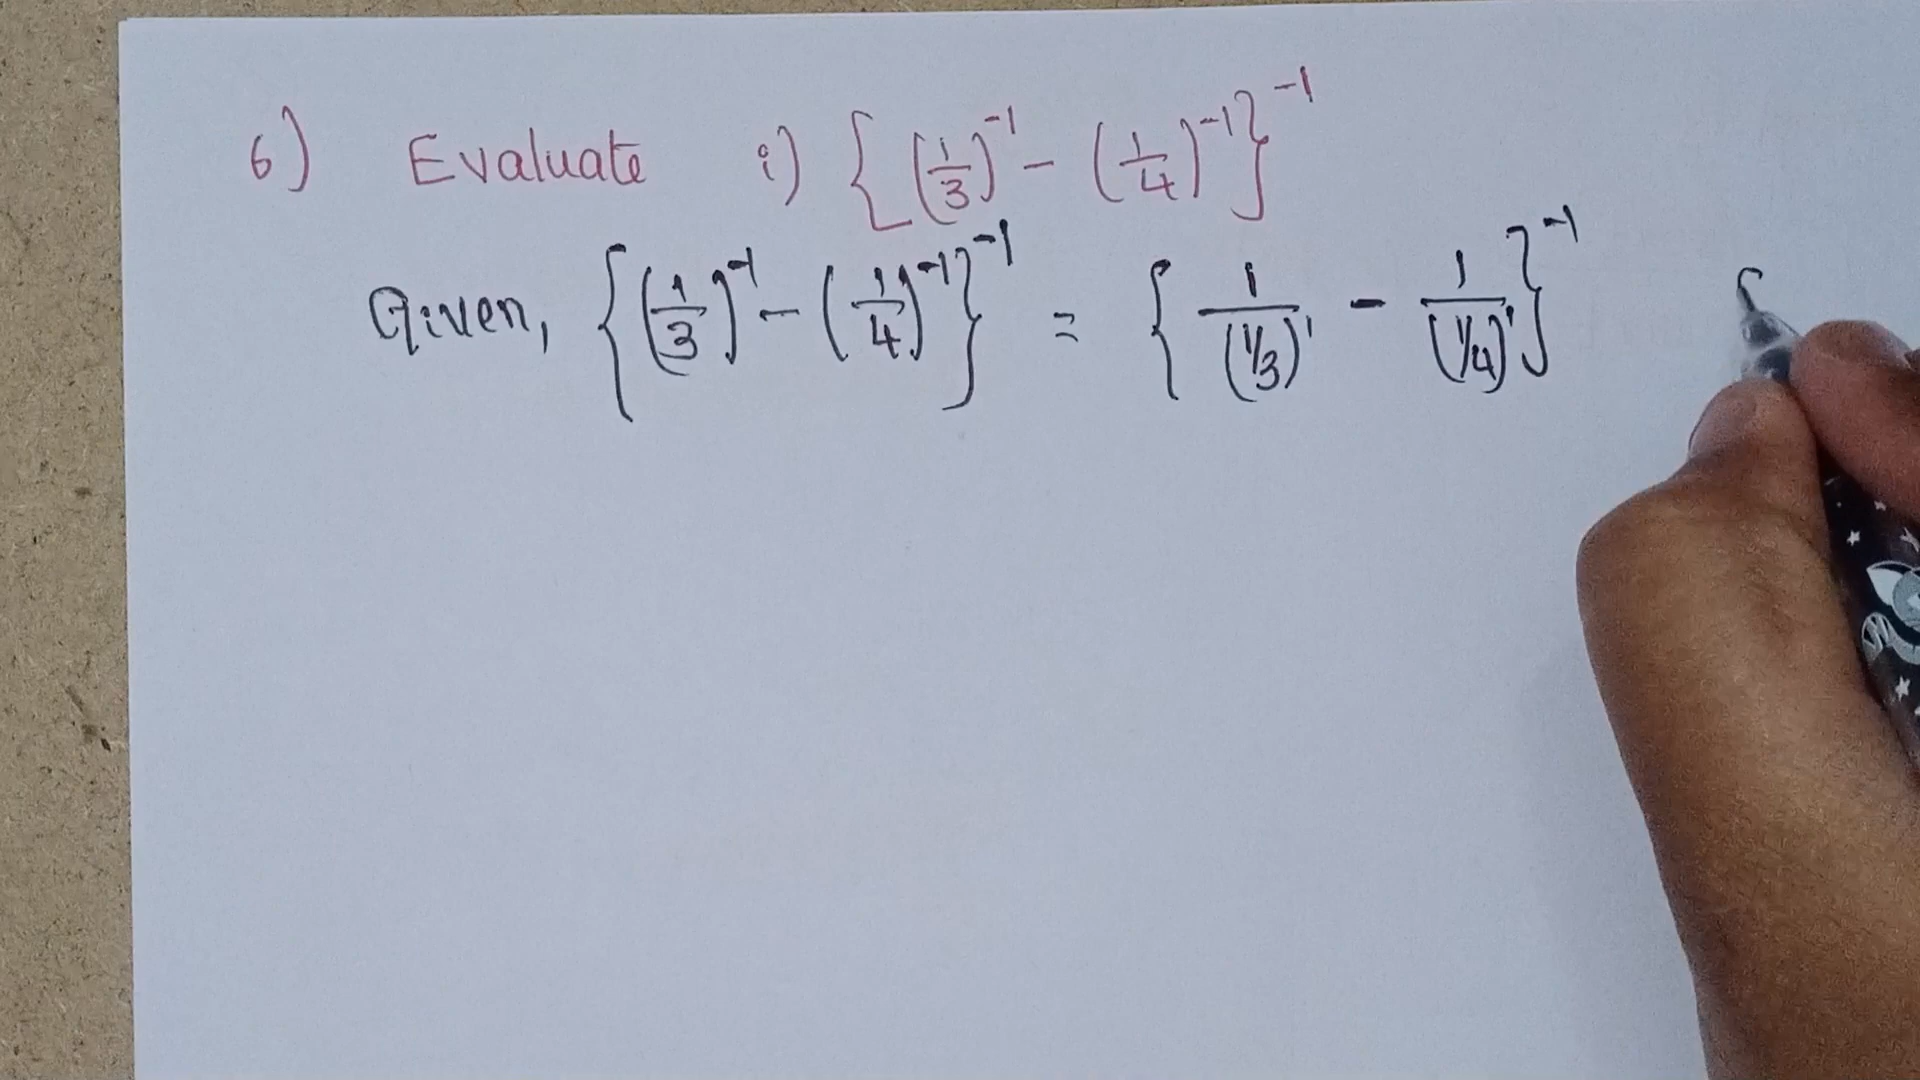 6) Evaluate i) {(1/3)^-1 - (1/4)^-1}^-1
Given, {(1/3)^-1 - (1/4)^-1}^-1 = {1/(1/3)^1 - 1/(1/4)^1}^-1